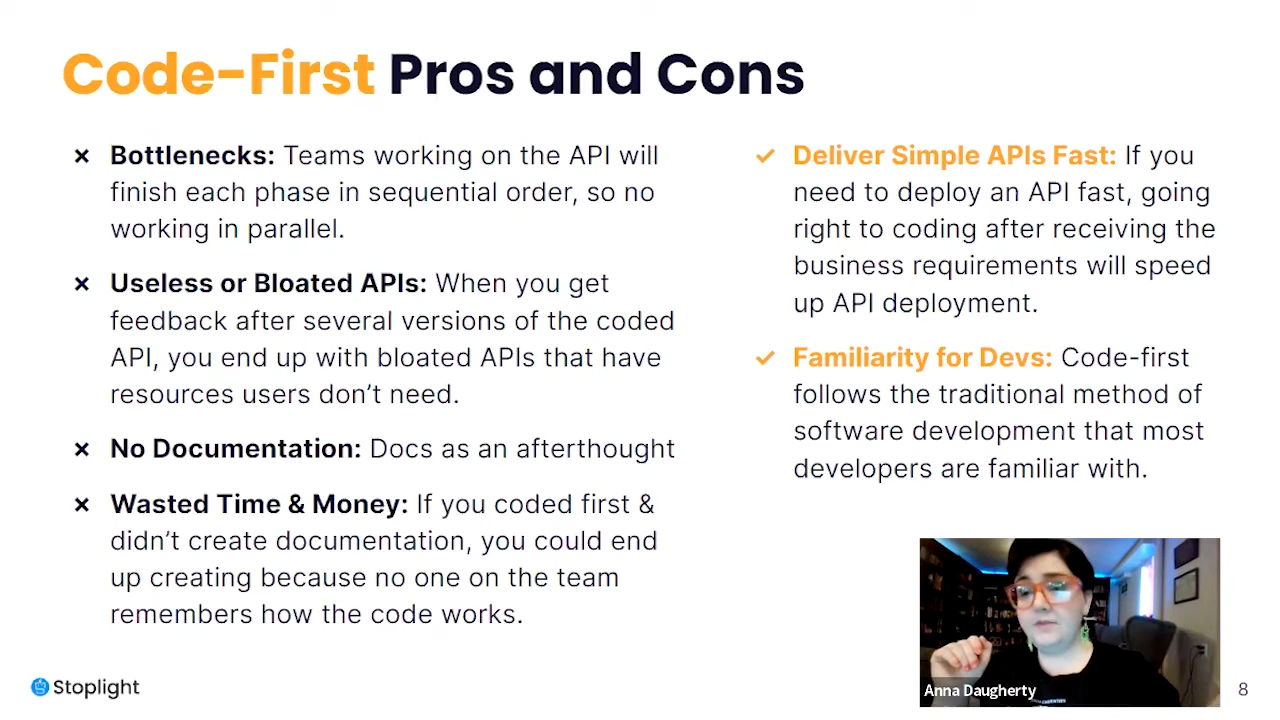 Code-First Pros and Cons
× Bottlenecks: Teams working on the API will
finish each phase in sequential order, so no
working in parallel.
× Useless or Bloated APIs: When you get
feedback after several versions of the coded
API, you end up with bloated APIs that have
resources users don’t need.
× No Documentation: Docs as an afterthought
× Wasted Time & Money: If you coded first &
didn’t create documentation, you could end
up creating because no one on the team
remembers how the code works.
✓ Deliver Simple APIs Fast: If you
need to deploy an API fast, going
right to coding after receiving the
business requirements will speed
up API deployment.
✓ Familiarity for Devs: Code-first
follows the traditional method of
software development that most
developers are familiar with.
Anna Daugherty
Stoplight
8